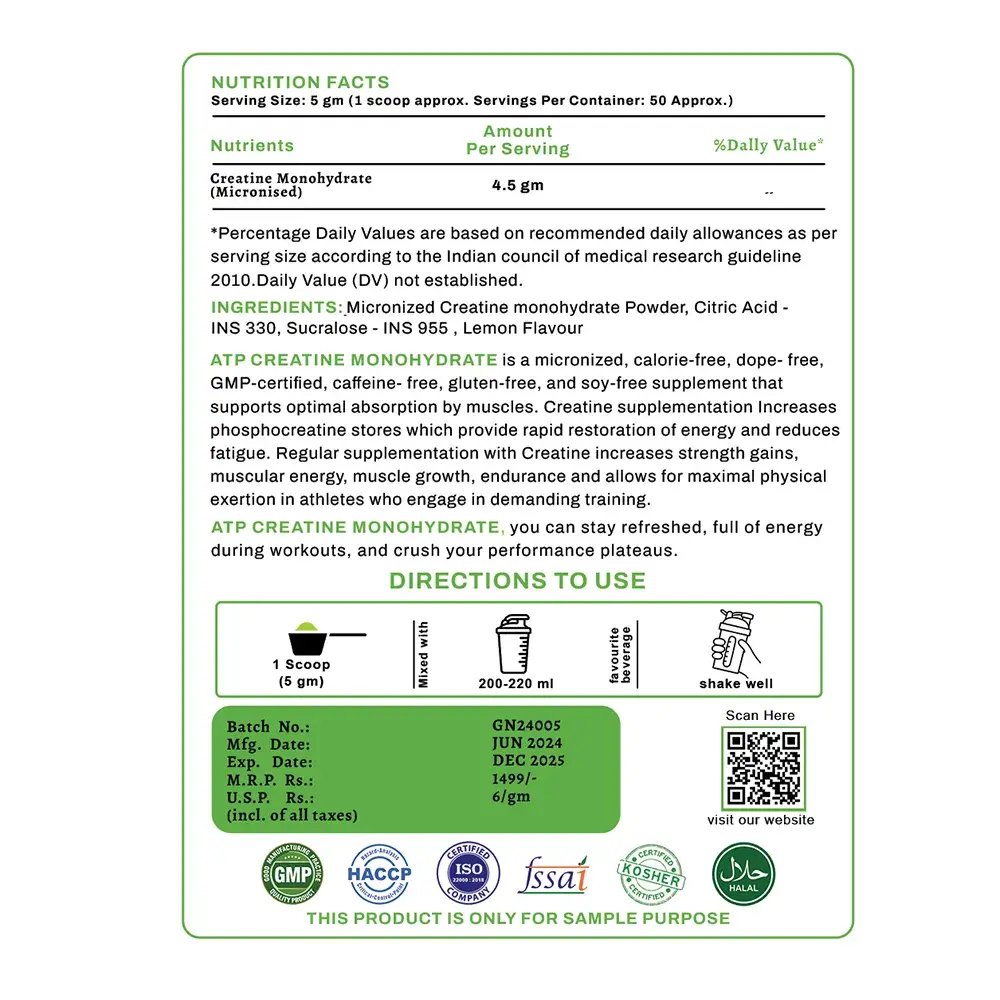 NUTRITION FACTS
Serving Size: 5 gm (1 scoop approx. Servings Per Container: 50 Approx.)
Nutrients Amount Per Serving %Dally Value*
Creatine Monohydrate (Micronised) 4.5 gm --
*Percentage Daily Values are based on recommended daily allowances as per
serving size according to the Indian council of medical research guideline
2010.Daily Value (DV) not established.
INGREDIENTS: Micronized Creatine monohydrate Powder, Citric Acid -
INS 330, Sucralose - INS 955 , Lemon Flavour
ATP CREATINE MONOHYDRATE is a micronized, calorie-free, dope- free,
GMP-certified, caffeine- free, gluten-free, and soy-free supplement that
supports optimal absorption by muscles. Creatine supplementation Increases
phosphocreatine stores which provide rapid restoration of energy and reduces
fatigue. Regular supplementation with Creatine increases strength gains,
muscular energy, muscle growth, endurance and allows for maximal physical
exertion in athletes who engage in demanding training.
ATP CREATINE MONOHYDRATE, you can stay refreshed, full of energy
during workouts, and crush your performance plateaus.
DIRECTIONS TO USE
1 Scoop
(5 gm)
Mixed with
200-220 ml
favourite
beverage
shake well
Batch No.: GN24005
Mfg. Date: JUN 2024
Exp. Date: DEC 2025
M.R.P. Rs.: 1499/-
U.S.P. Rs.: 6/gm
(incl. of all taxes)
Scan Here
visit our website
GOOD MANUFACTURING PRACTICE
GMP
QUALITY PRODUCT
Hazard-Analysis
HACCP
Critical-Control-Point
CERTIFIED
ISO
22000 : 2018
COMPANY
fssai
CERTIFIED
KOSHER
CERTIFIED
حلال
HALAL
THIS PRODUCT IS ONLY FOR SAMPLE PURPOSE